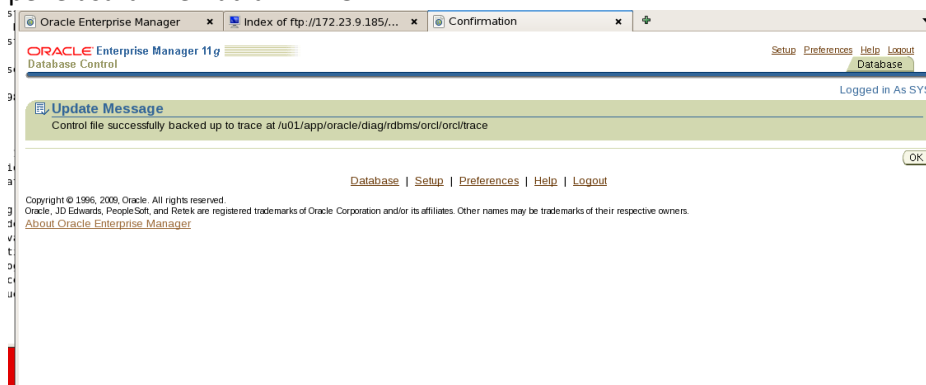 Oracle Enterprise Manager
Index of ftp://172.23.9.185/...
Confirmation
ORACLE Enterprise Manager 11g
Database Control
Setup Preferences Help Logout
Database
Logged in As SYS
Update Message
Control file successfully backed up to trace at /u01/app/oracle/diag/rdbms/orcl/orcl/trace
OK
Database | Setup | Preferences | Help | Logout
Copyright © 1996, 2009, Oracle. All rights reserved.
Oracle, JD Edwards, PeopleSoft, and Retek are registered trademarks of Oracle Corporation and/or its affiliates. Other names may be trademarks of their respective owners.
About Oracle Enterprise Manager